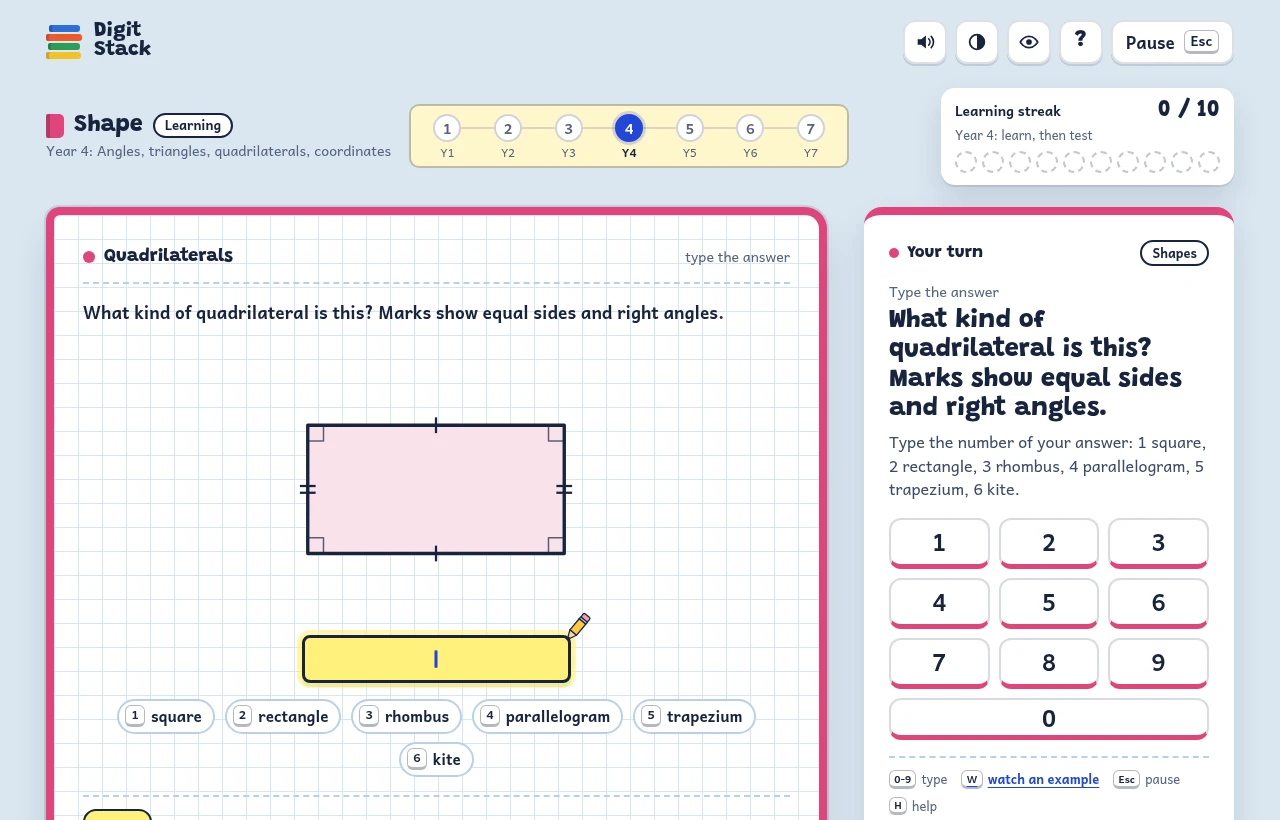 Digit
Stack
?
Pause Esc
Shape Learning
Year 4: Angles, triangles, quadrilaterals, coordinates
1 2 3 4 5 6 7
Y1 Y2 Y3 Y4 Y5 Y6 Y7
Learning streak 0 / 10
Year 4: learn, then test
Quadrilaterals type the answer
What kind of quadrilateral is this? Marks show equal sides and right angles.
1 square 2 rectangle 3 rhombus 4 parallelogram 5 trapezium
6 kite
Your turn Shapes
Type the answer
What kind of
quadrilateral is this?
Marks show equal sides
and right angles.
Type the number of your answer: 1 square,
2 rectangle, 3 rhombus, 4 parallelogram, 5
trapezium, 6 kite.
1 2 3
4 5 6
7 8 9
0
0-9 type W watch an example Esc pause
H help